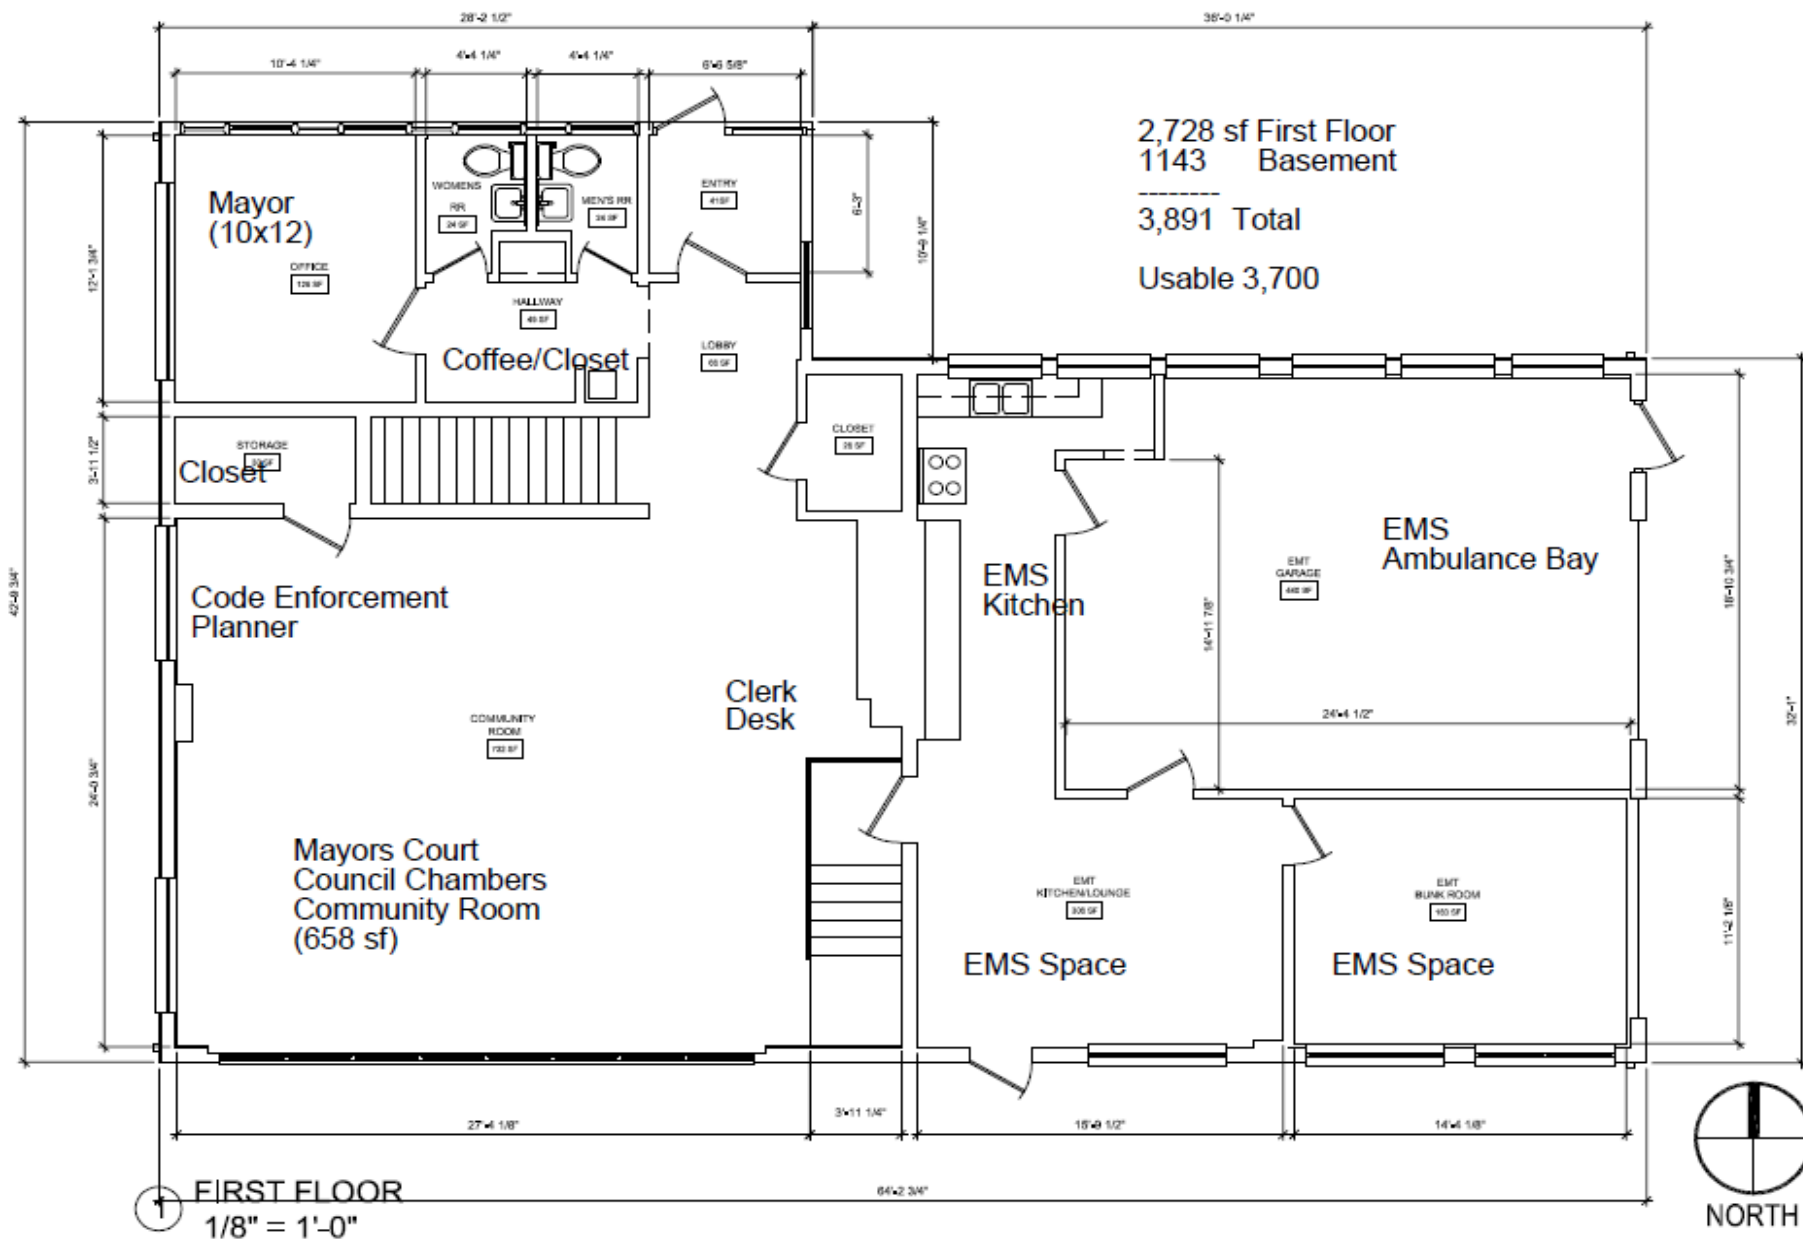 28'-2 1/2"
36'-0 1/4"
10'-4 1/4"
4'-4 1/4"
4'-4 1/4"
6'-6 5/8"
2,728 sf First Floor
1143 Basement
--------
3,891 Total
Usable 3,700
Mayor
(10x12)
OFFICE
WOMENS
RR
24 SF
MEN'S RR
ENTRY
41SF
6'-3"
10'-9 1/4"
12'-1 3/4"
HALLWAY
Coffee/Closet
LOBBY
3'-11 1/2"
STORAGE
Closet
CLOSET
42'-9 3/4"
Code Enforcement
Planner
EMS
Kitchen
EMS
Ambulance Bay
EMT
GARAGE
14'-11 7/8"
18'-10 3/4"
Clerk
Desk
COMMUNITY
ROOM
24'-4 1/2"
32'-1"
Mayors Court
Council Chambers
Community Room
(658 sf)
EMT
KITCHEN/LOUNGE
EMT
BUNK ROOM
11'-2 1/8"
EMS Space
EMS Space
27'-4 1/8"
3'-11 1/4"
14'-4 1/8"
64'-2 3/4"
1
FIRST FLOOR
1/8" = 1'-0"
NORTH